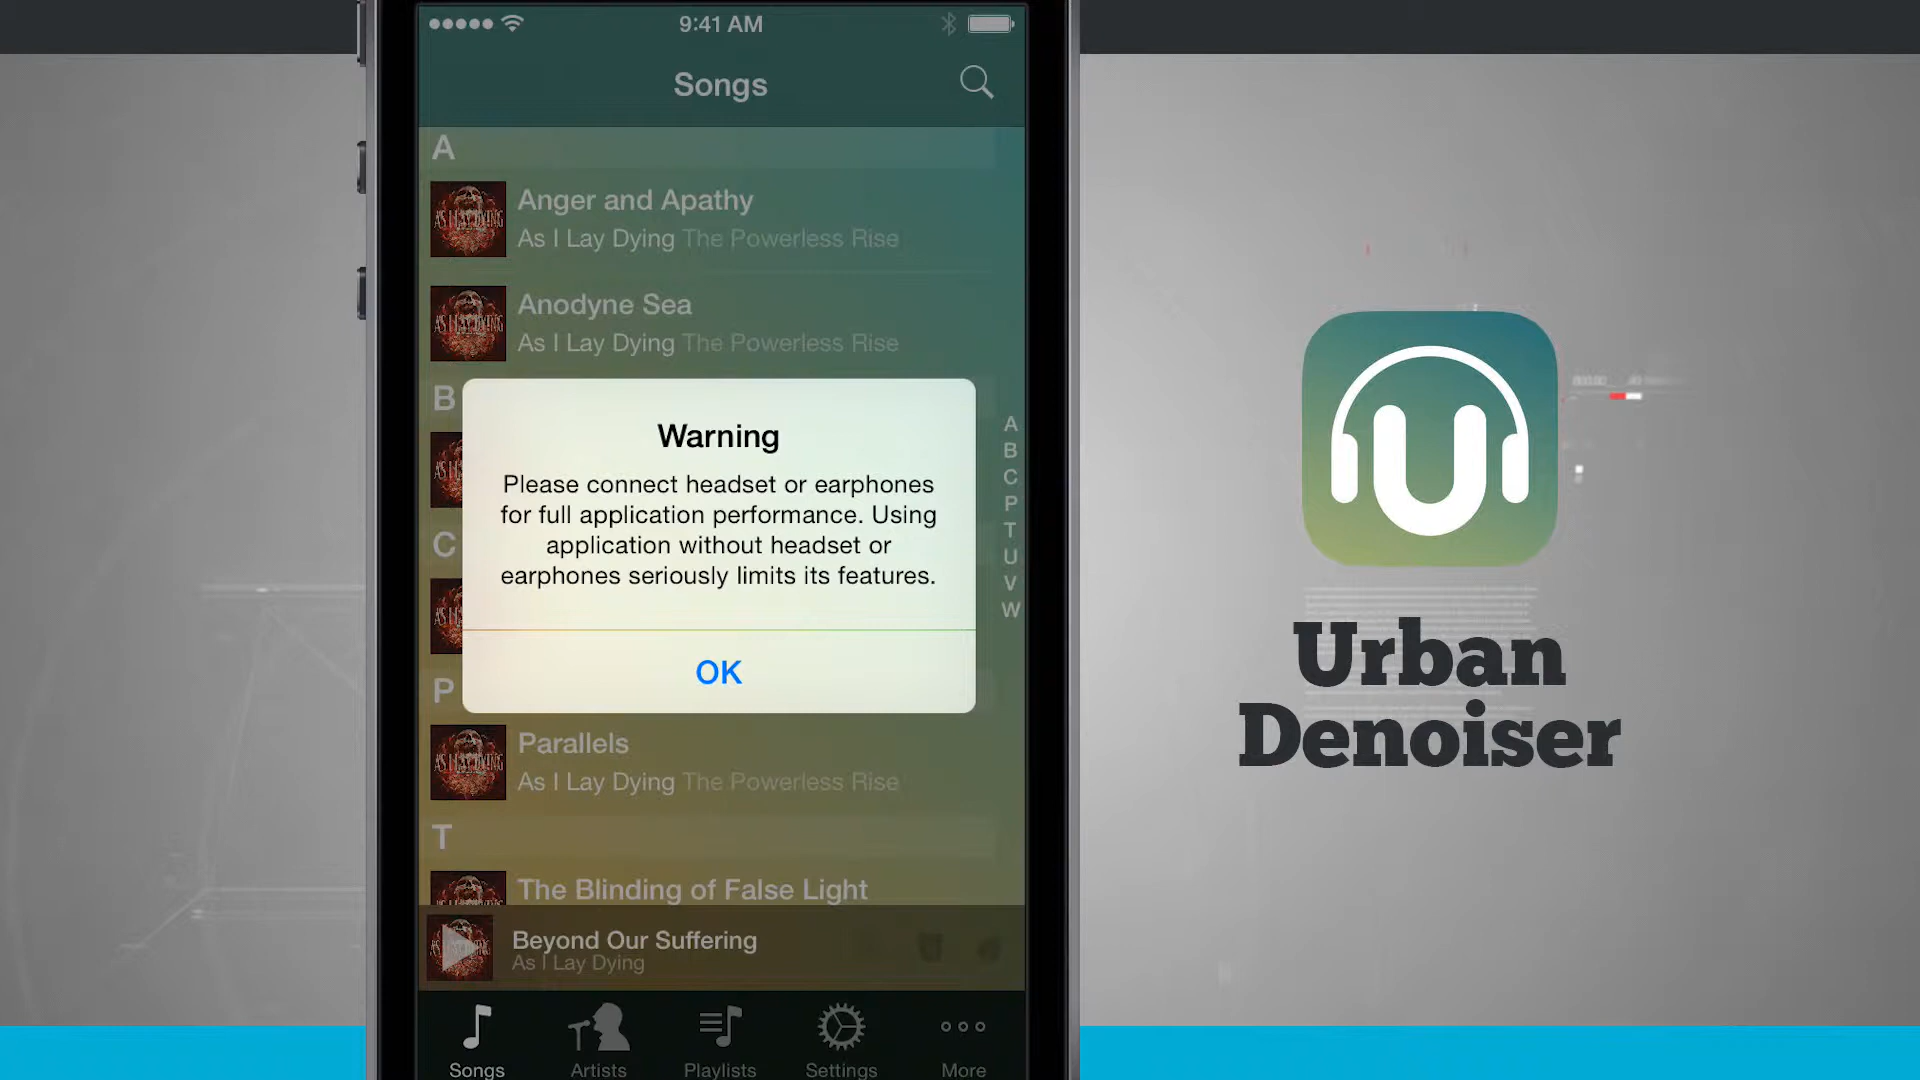 9:41 AM
Songs
A
Anger and Apathy
As I Lay Dying The Powerless Rise
Anodyne Sea
As I Lay Dying The Powerless Rise
B
Warning
Please connect headset or earphones
for full application performance. Using
application without headset or
earphones seriously limits its features.
OK
C
P
Parallels
As I Lay Dying The Powerless Rise
T
The Blinding of False Light
Beyond Our Suffering
As I Lay Dying
A
B
C
P
T
U
V
W
Songs
Artists
Playlists
Settings
More
U
Urban
Denoiser